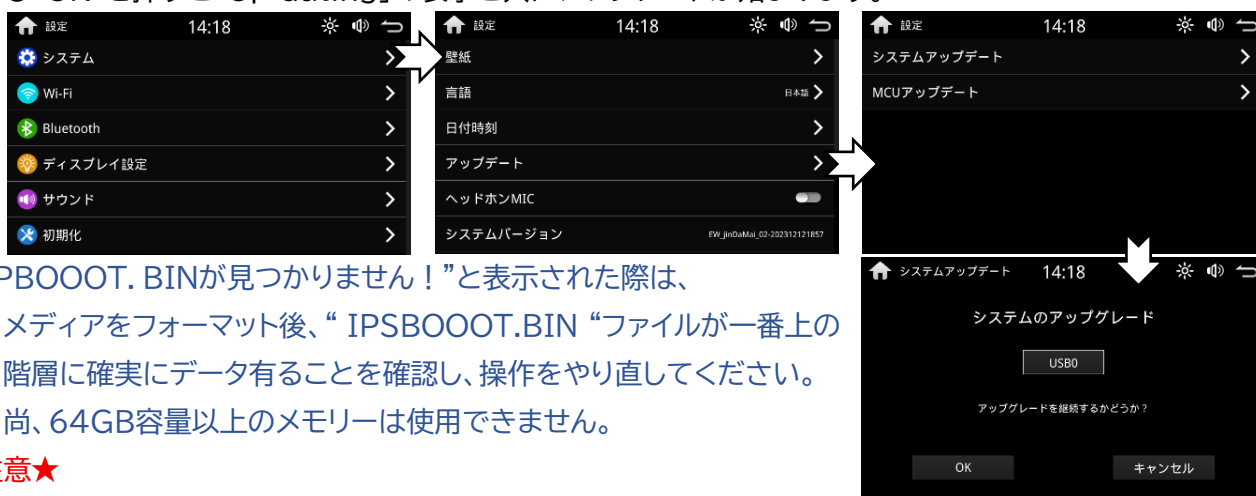 設定 14:18
システム
Wi-Fi
Bluetooth
ディスプレイ設定
サウンド
初期化
設定 14:18
壁紙
言語 日本語
日付時刻
アップデート
ヘッドホンMIC
システムバージョン EW_JinDaMai_02-202312121857
設定 14:18
システムアップデート
MCUアップデート
PBOOOT.BINが見つかりません！”と表示された際は、
メディアをフォーマット後、“ IPSBOOOT.BIN “ファイルが一番上の
階層に確実にデータ有ることを確認し、操作をやり直してください。
尚、64GB容量以上のメモリーは使用できません。
意★
システムアップデート 14:18
システムのアップグレード
USB0
アップグレードを継続するかどうか？
OK キャンセル